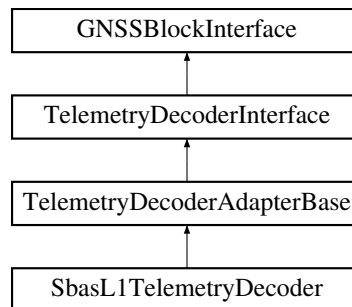 GNSSBlockInterface
TelemetryDecoderInterface
TelemetryDecoderAdapterBase
SbasL1TelemetryDecoder